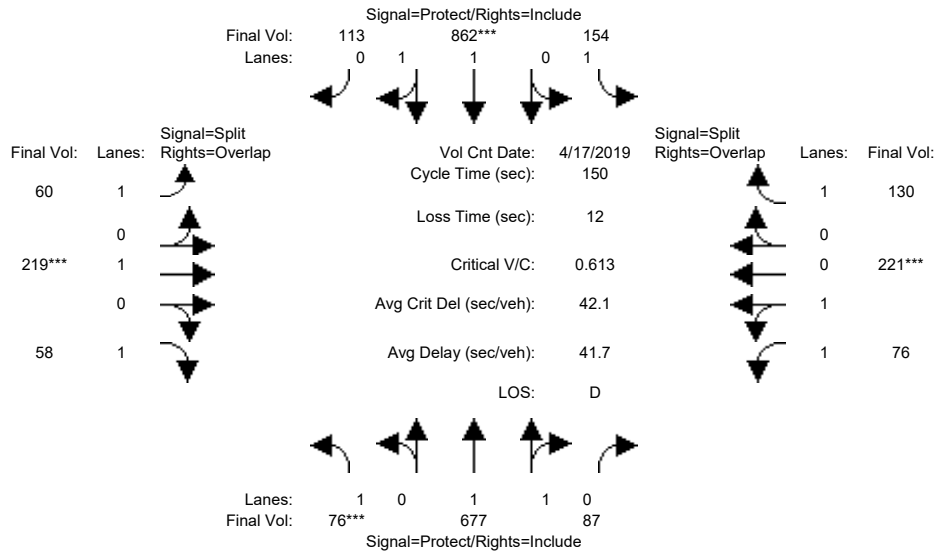 Signal=Protect/Rights=Include
Final Vol: 113 862*** 154
Lanes: 0 1 1 0 1
Signal=Split Signal=Split
Final Vol: Lanes: Rights=Overlap Vol Cnt Date: 4/17/2019 Rights=Overlap Lanes: Final Vol:
Cycle Time (sec): 150
60 1 1 130
Loss Time (sec): 12
0 0
219*** 1 Critical V/C: 0.613 0 221***
0 Avg Crit Del (sec/veh): 42.1 1
58 1 Avg Delay (sec/veh): 41.7 1 76
LOS: D
Lanes: 1 0 1 1 0
Final Vol: 76*** 677 87
Signal=Protect/Rights=Include